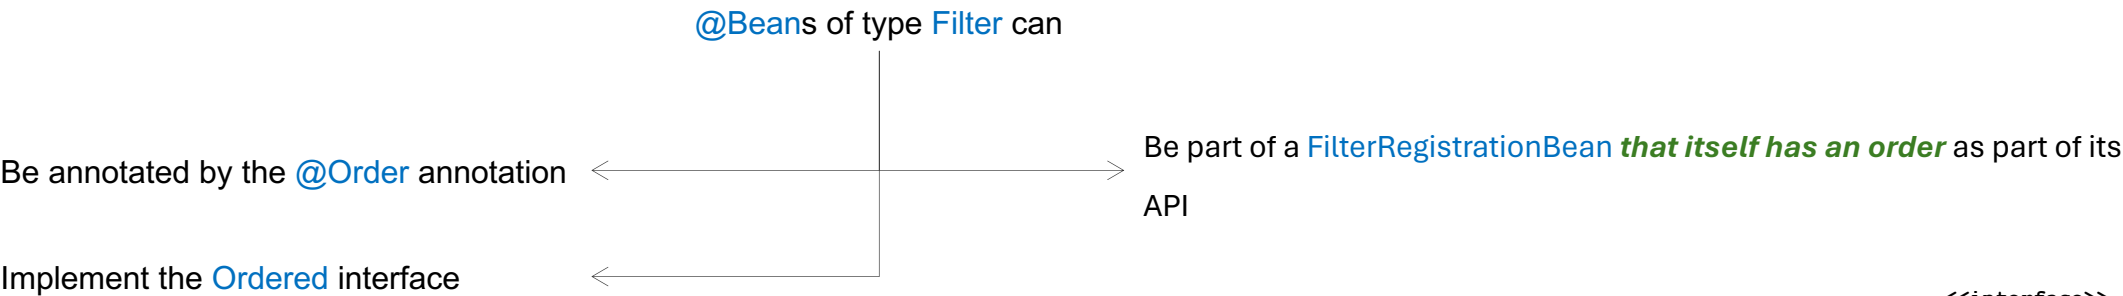 @Beans of type Filter can
Be part of a FilterRegistrationBean that itself has an order as part of its
Be annotated by the @Order annotation
API
Implement the Ordered interface
<<interface>>